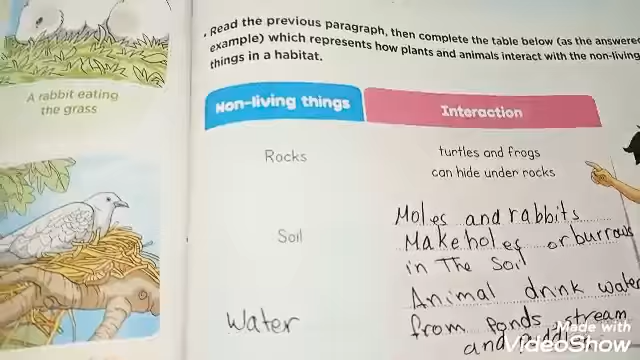 . Read the previous paragraph, then complete the table below (as the answered
example) which represents how plants and animals interact with the non-living
things in a habitat.
A rabbit eating
the grass
Non-living things
Interaction
Rocks
turtles and frogs
can hide under rocks
Soil
Moles and rabbits
Make holes or burrows
in The Soil
Water
Animal drink water
from Ponds, stream
and
Made with
VideoShow